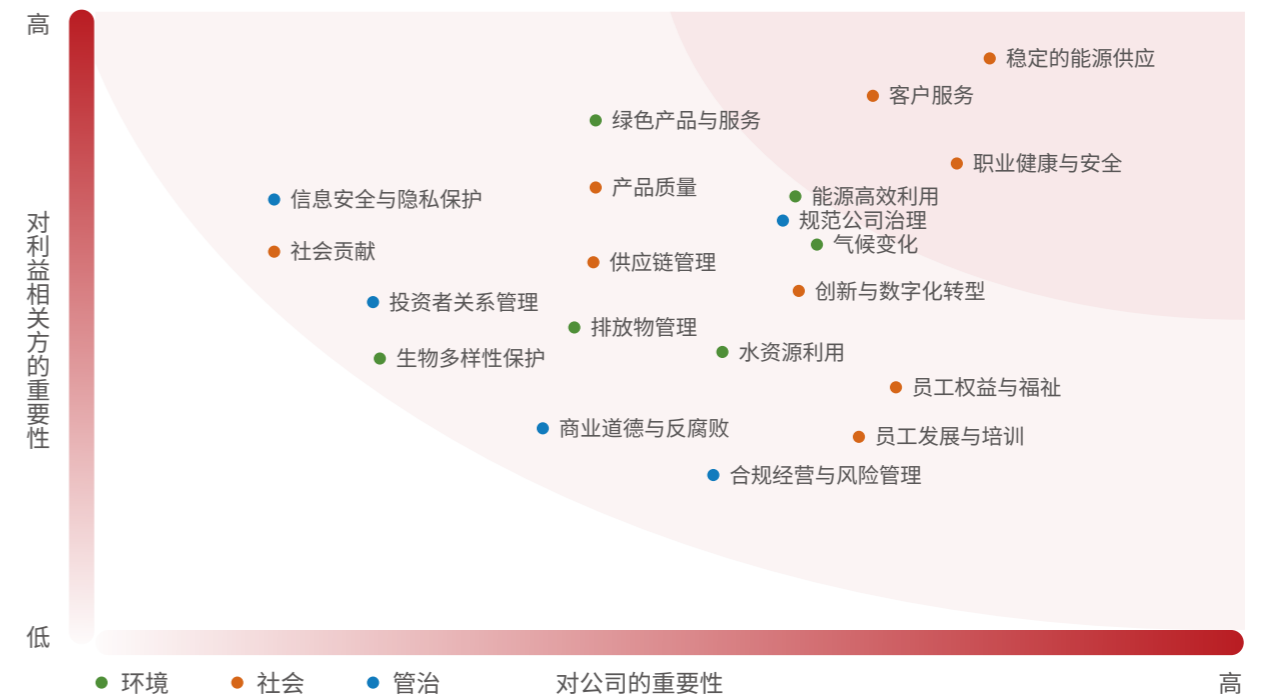 高
稳定的能源供应
客户服务
绿色产品与服务
职业健康与安全
产品质量
能源高效利用
信息安全与隐私保护
规范公司治理
气候变化
社会贡献
供应链管理
创新与数字化转型
投资者关系管理
排放物管理
水资源利用
生物多样性保护
员工权益与福祉
商业道德与反腐败
员工发展与培训
合规经营与风险管理
对利益相关方的重要性
低
环境
社会
管治
对公司的重要性
高